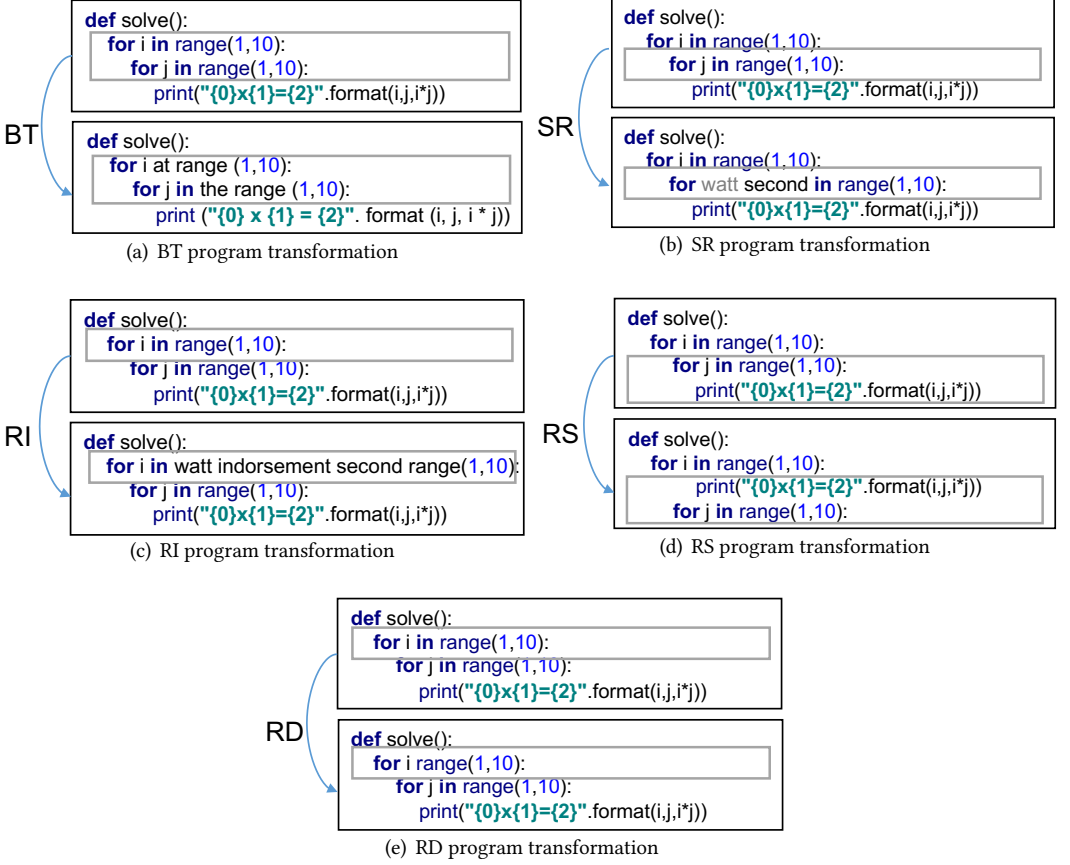 def solve():
for i in range(1,10):
for j in range(1,10):
print("{0}x{1}={2}".format(i,j,i*j))
BT
def solve():
for i at range (1,10):
for j in the range (1,10):
print ("{0} x {1} = {2}". format (i, j, i * j))
(a) BT program transformation
def solve():
for i in range(1,10):
for j in range(1,10):
print("{0}x{1}={2}".format(i,j,i*j))
SR
def solve():
for i in range(1,10):
for watt second in range(1,10):
print("{0}x{1}={2}".format(i,j,i*j))
(b) SR program transformation
def solve():
for i in range(1,10):
for j in range(1,10):
print("{0}x{1}={2}".format(i,j,i*j))
RI
def solve():
for i in watt indorsement second range(1,10):
for j in range(1,10):
print("{0}x{1}={2}".format(i,j,i*j))
(c) RI program transformation
def solve():
for i in range(1,10):
for j in range(1,10):
print("{0}x{1}={2}".format(i,j,i*j))
RS
def solve():
for i in range(1,10):
print("{0}x{1}={2}".format(i,j,i*j))
for j in range(1,10):
(d) RS program transformation
def solve():
for i in range(1,10):
for j in range(1,10):
print("{0}x{1}={2}".format(i,j,i*j))
RD
def solve():
for i range(1,10):
for j in range(1,10):
print("{0}x{1}={2}".format(i,j,i*j))
(e) RD program transformation